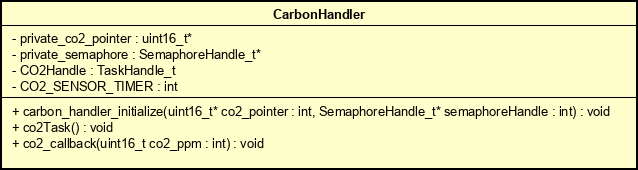 CarbonHandler
- private_co2_pointer : uint16_t*
- private_semaphore : SemaphoreHandle_t*
- CO2Handle : TaskHandle_t
- CO2_SENSOR_TIMER : int
+ carbon_handler_initialize(uint16_t* co2_pointer : int, SemaphoreHandle_t* semaphoreHandle : int) : void
+ co2Task() : void
+ co2_callback(uint16_t co2_ppm : int) : void